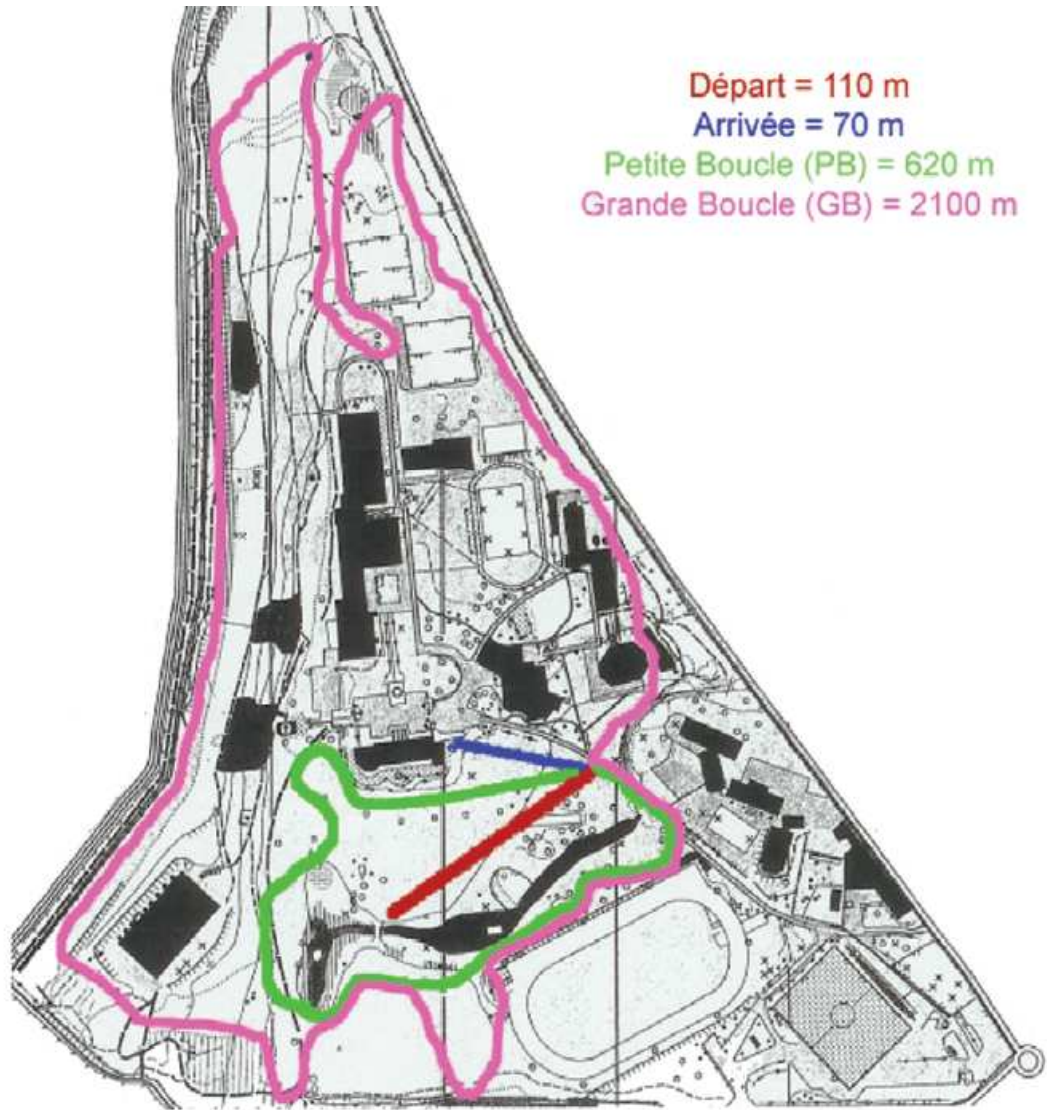 Départ = 110 m
Arrivée = 70 m
Petite Boucle (PB) = 620 m
Grande Boucle (GB) = 2100 m